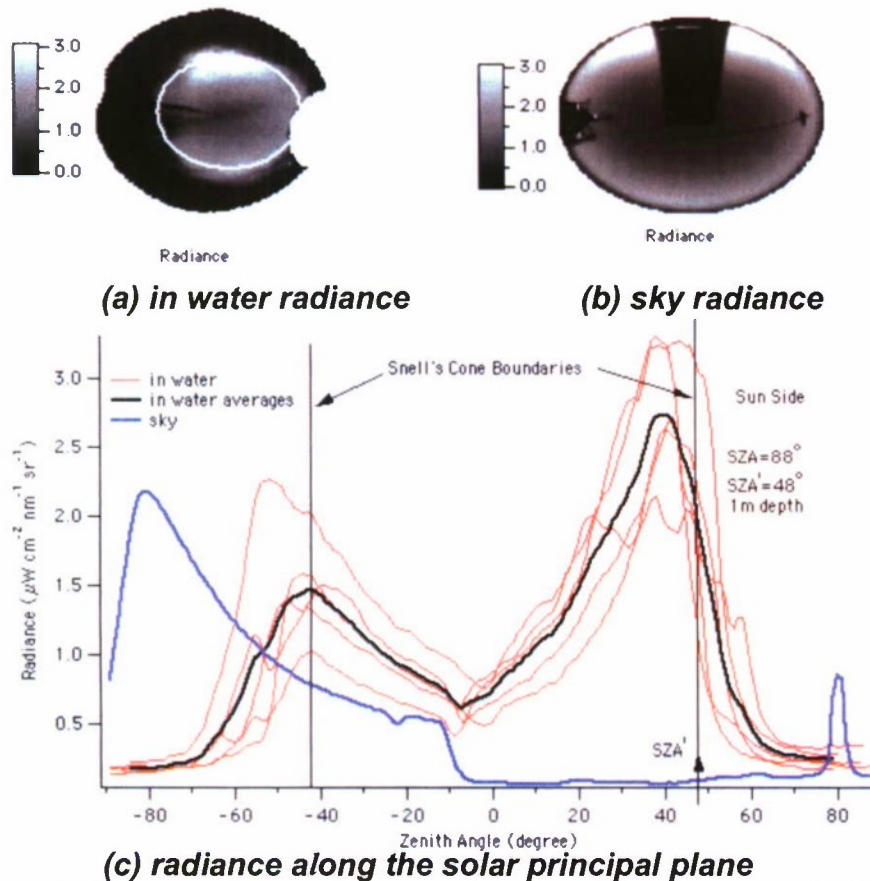 3.0
2.0
1.0
0.0
Radiance
(a) in water radiance
3.0
2.0
1.0
0.0
Radiance
(b) sky radiance
in water
in water averages
sky
Snell's Cone Boundaries
Sun Side
SZA=88°
SZA'=48°
1m depth
SZA'
Radiance (µW cm⁻² nm⁻¹ sr⁻¹)
3.0
2.5
2.0
1.5
1.0
0.5
-80 -60 -40 -20 0 20 40 60 80
Zenith Angle (degree)
(c) radiance along the solar principal plane